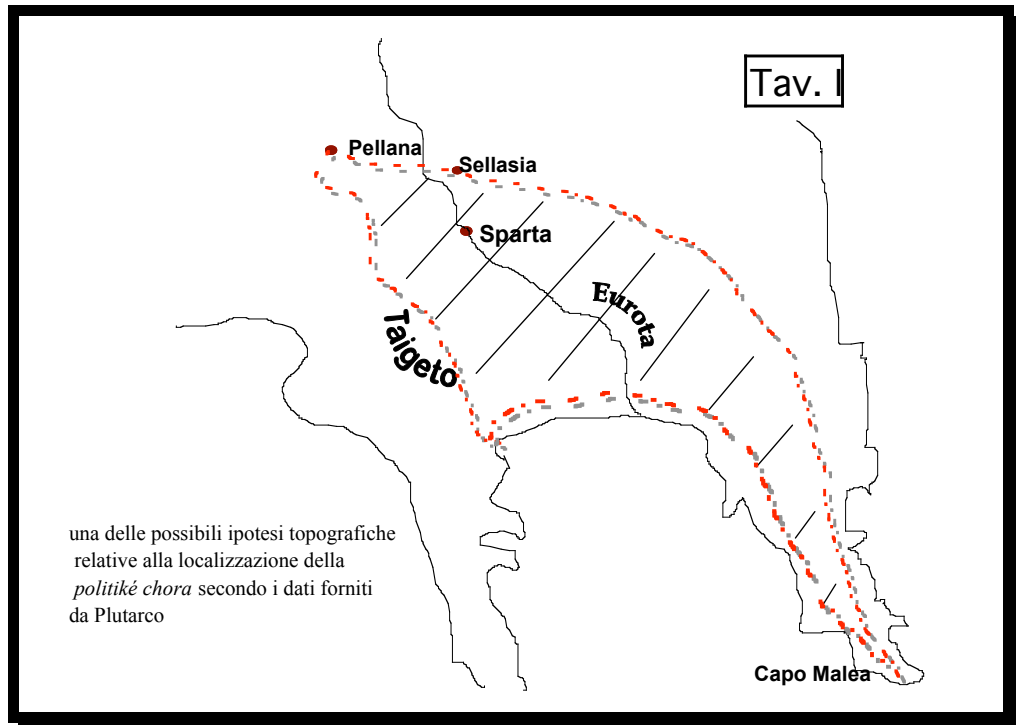 Tav. I
Pellana
Sellasia
Sparta
Eurota
Taigeto
una delle possibili ipotesi topografiche
relative alla localizzazione della
politiké chora secondo i dati forniti
da Plutarco
Capo Malea